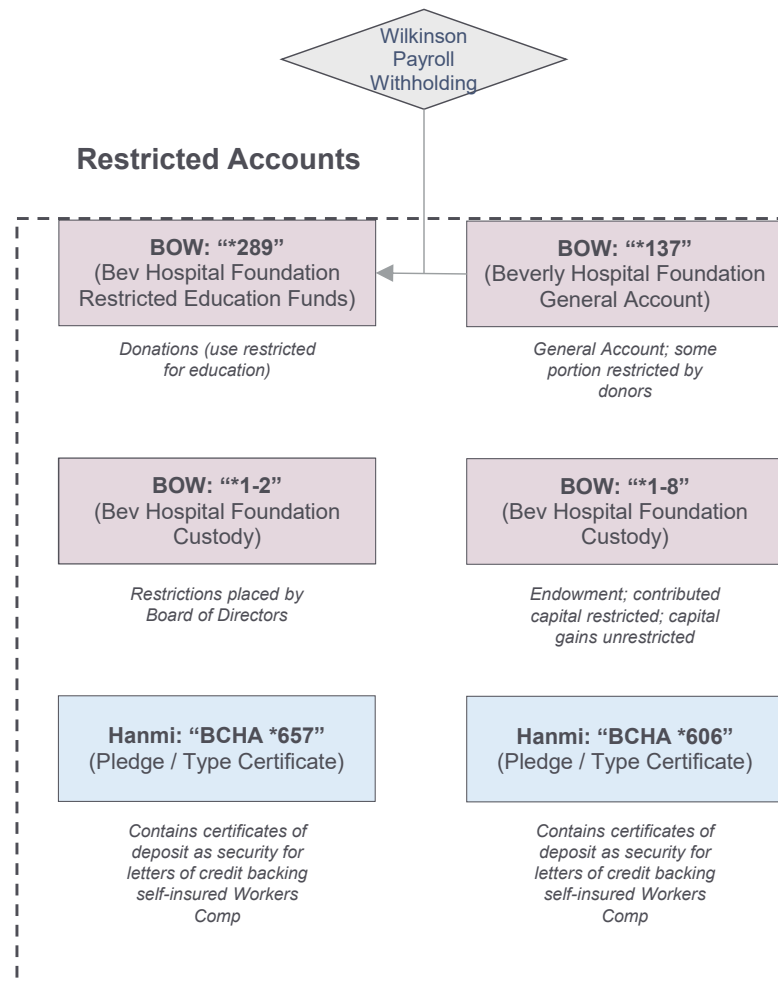 Wilkinson
Payroll
Withholding
Restricted Accounts
BOW: “*289”
(Bev Hospital Foundation
Restricted Education Funds)
Donations (use restricted
for education)
BOW: “*137”
(Beverly Hospital Foundation
General Account)
General Account; some
portion restricted by
donors
BOW: “*1-2”
(Bev Hospital Foundation
Custody)
Restrictions placed by
Board of Directors
BOW: “*1-8”
(Bev Hospital Foundation
Custody)
Endowment; contributed
capital restricted; capital
gains unrestricted
Hanmi: “BCHA *657”
(Pledge / Type Certificate)
Contains certificates of
deposit as security for
letters of credit backing
self-insured Workers
Comp
Hanmi: “BCHA *606”
(Pledge / Type Certificate)
Contains certificates of
deposit as security for
letters of credit backing
self-insured Workers
Comp